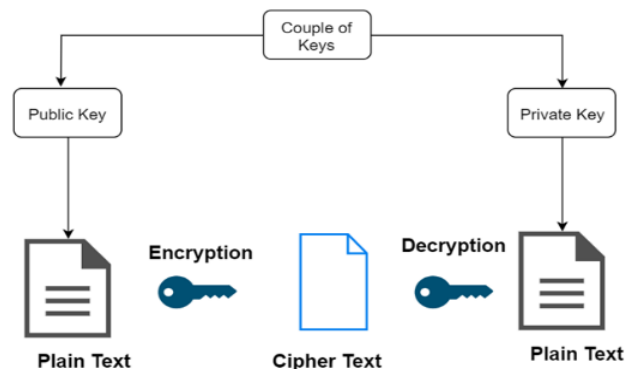 Couple of
Keys
Public Key
Private Key
Encryption
Decryption
Plain Text
Cipher Text
Plain Text